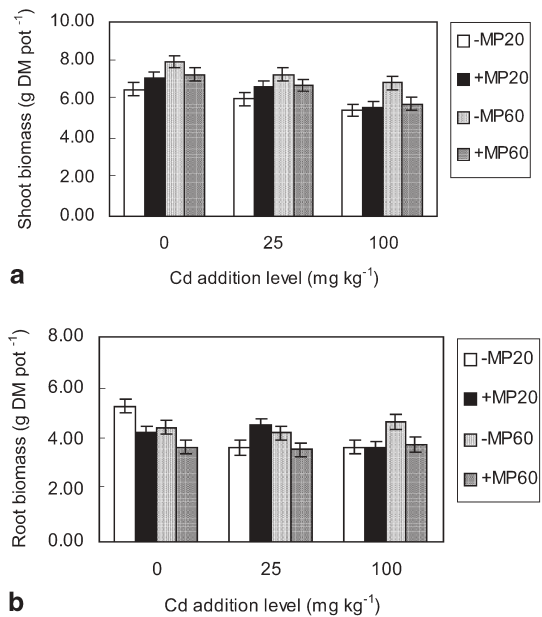 10.00
8.00
6.00
4.00
2.00
0.00
Shoot biomass (g DM pot ⁻¹)
0 25 100
Cd addition level (mg kg⁻¹)
-MP20
+MP20
-MP60
+MP60
a
8.00
6.00
4.00
2.00
0.00
Root biomass (g DM pot ⁻¹)
0 25 100
Cd addition level (mg kg⁻¹)
-MP20
+MP20
-MP60
+MP60
b